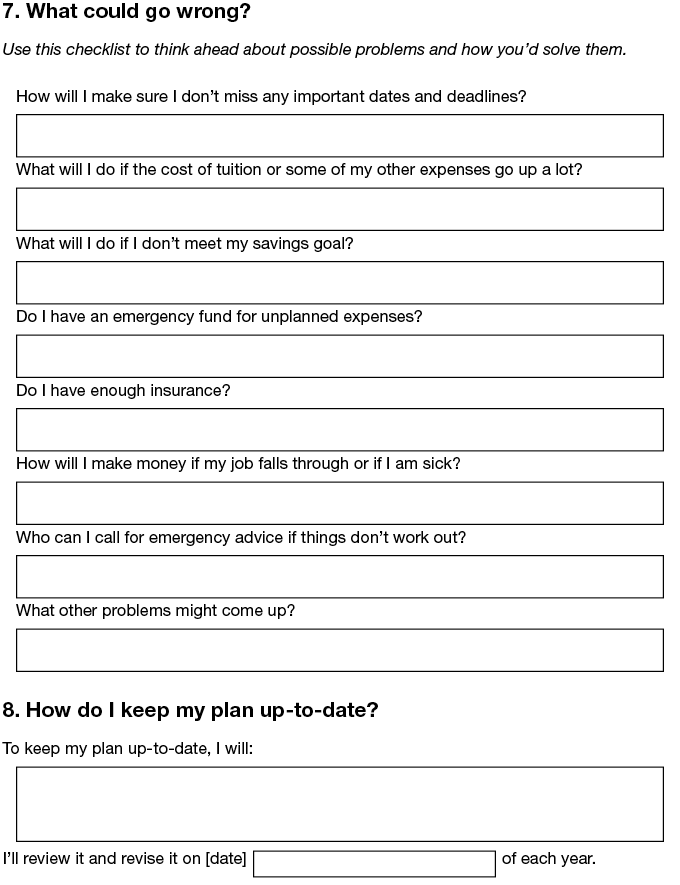 7. What could go wrong?
Use this checklist to think ahead about possible problems and how you’d solve them.
How will I make sure I don’t miss any important dates and deadlines?
What will I do if the cost of tuition or some of my other expenses go up a lot?
What will I do if I don’t meet my savings goal?
Do I have an emergency fund for unplanned expenses?
Do I have enough insurance?
How will I make money if my job falls through or if I am sick?
Who can I call for emergency advice if things don’t work out?
What other problems might come up?
8. How do I keep my plan up-to-date?
To keep my plan up-to-date, I will:
I’ll review it and revise it on [date] of each year.